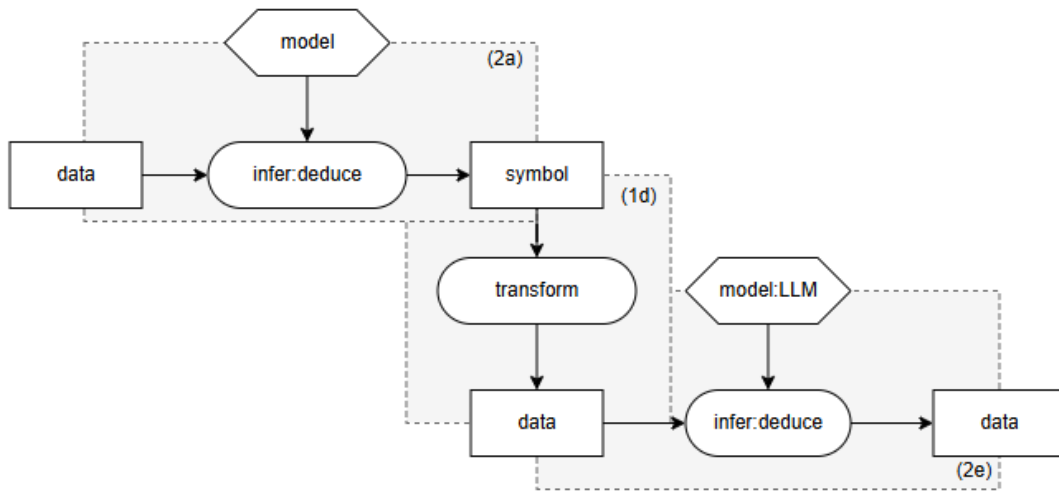 model
(2a)
data
infer:deduce
symbol
(1d)
transform
model:LLM
data
infer:deduce
data
(2e)